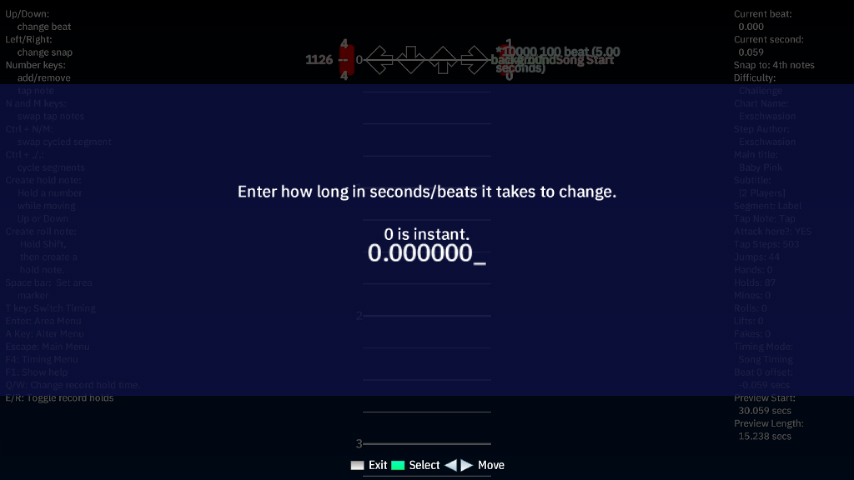 Up/Down:
change beat
Left/Right:
change snap
Number keys:
add/remove
tap note
N and M keys:
swap tap notes
Ctrl + N/M:
swap cycled segment
cycle segments
Create hold note:
Hold a number
while moving
Up or Down
Create roll note:
Hold Shift,
then create a
hold note.
Space bar: Set area
marker
T key: Switch Timing
Enter: Area Menu
A Key: Alter Menu
Escape: Main Menu
F4: Timing Menu
F1: Show help
Q/W: Change record hold time
E/R: Toggle record holds
1126
4
--
4
0
1
0
*10000 100 beat (5.00
seconds)
Song Start
Enter how long in seconds/beats it takes to change.
0 is instant.
0.000000_
2
3
Exit Select Move
Current beat:
0.000
Current second:
0.059
Snap to: 4th notes
Difficulty:
Challenge
Chart Name:
Exschwasion
Step Author:
Exschwasion
Main title:
Baby Pink
Subtitle:
[2 Players]
Segment: Label
Tap Note: Tap
Attack here?: YES
Tap Steps: 503
Jumps: 44
Hands: 0
Holds: 87
Mines: 9
Rolls: 0
Lifts: 6
Fakes: 0
Timing Mode:
Song Timing
Beat 0 offset:
-0.059 secs
Preview Start:
30.059 secs
Preview Length:
15.238 secs